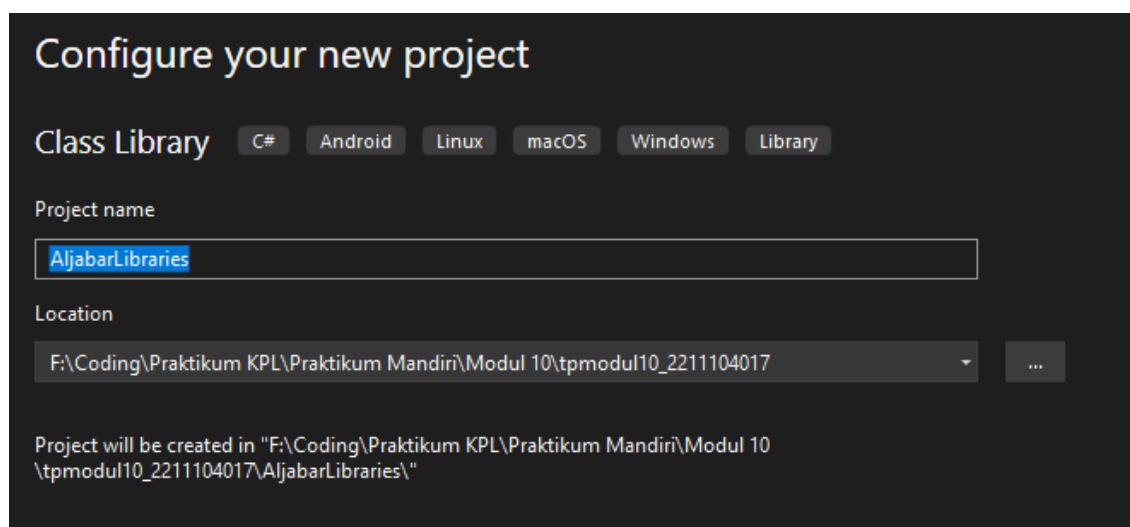 Configure your new project
Class Library C# Android Linux macOS Windows Library
Project name
AljabarLibraries
Location
F:\Coding\Praktikum KPL\Praktikum Mandiri\Modul 10\tpmodul10_2211104017
...
Project will be created in "F:\Coding\Praktikum KPL\Praktikum Mandiri\Modul 10
\tpmodul10_2211104017\AljabarLibraries\"